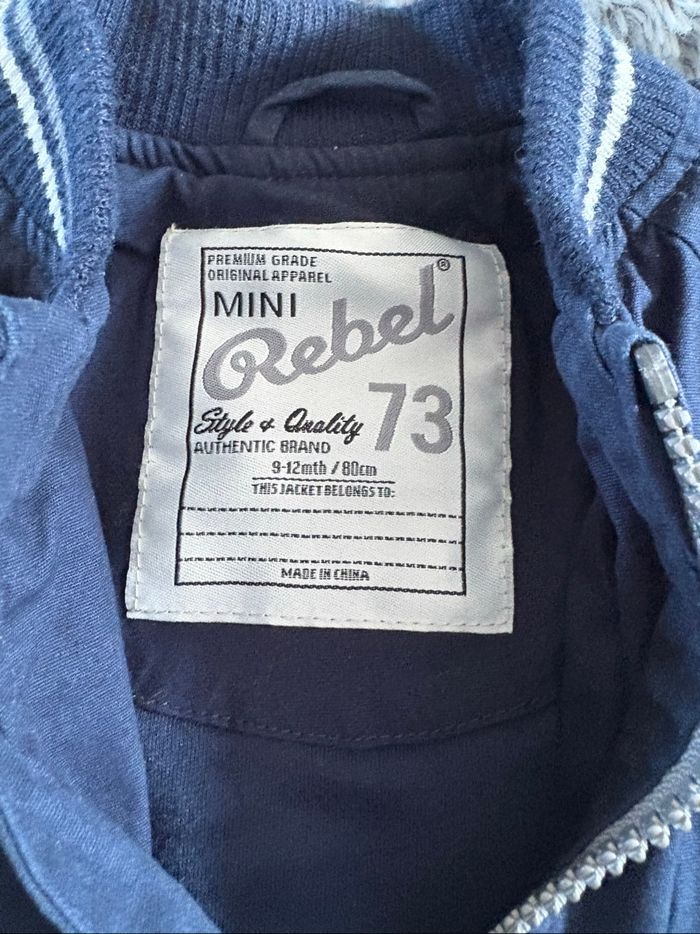 PREMIUM GRADE
ORIGINAL APPAREL
MINI
Rebel®
73
Style & Quality
AUTHENTIC BRAND
9-12mth / 80cm
THIS JACKET BELONGS TO:
MADE IN CHINA